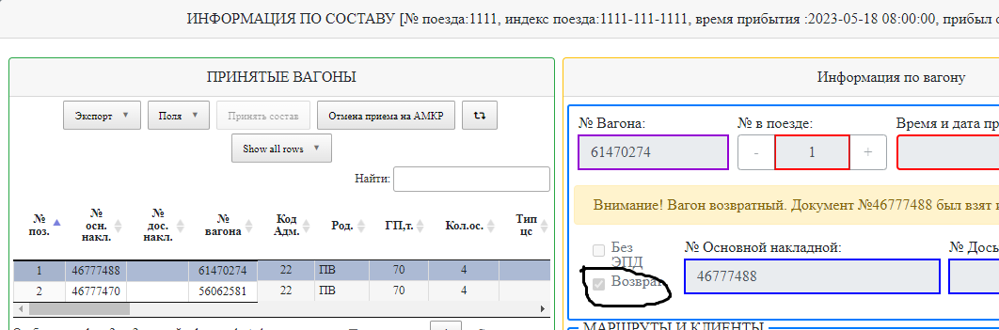 ИНФОРМАЦИЯ ПО СОСТАВУ [№ поезда:1111, индекс поезда:1111-111-1111, время прибытия :2023-05-18 08:00:00, прибыл
ПРИНЯТЫЕ ВАГОНЫ
Экспорт Поля Принять состав Отмена приема на АМКР
Show all rows
Найти:
№ поз. № осн. накл. № дос. накл. № вагона Код Адм. Род. ГП,т. Кол.ос. Тип цс
1 46777488 61470274 22 ПВ 70 4
2 46777470 56062581 22 ПВ 70 4
Информация по вагону
№ Вагона: № в поезде: Время и дата пр
61470274 - 1 +
Внимание! Вагон возвратный. Документ №46777488 был взят и
Без ЭПД
Возврат
№ Основной накладной: № Дось
46777488
МАРШРУТЫ И КЛИЕНТЫ